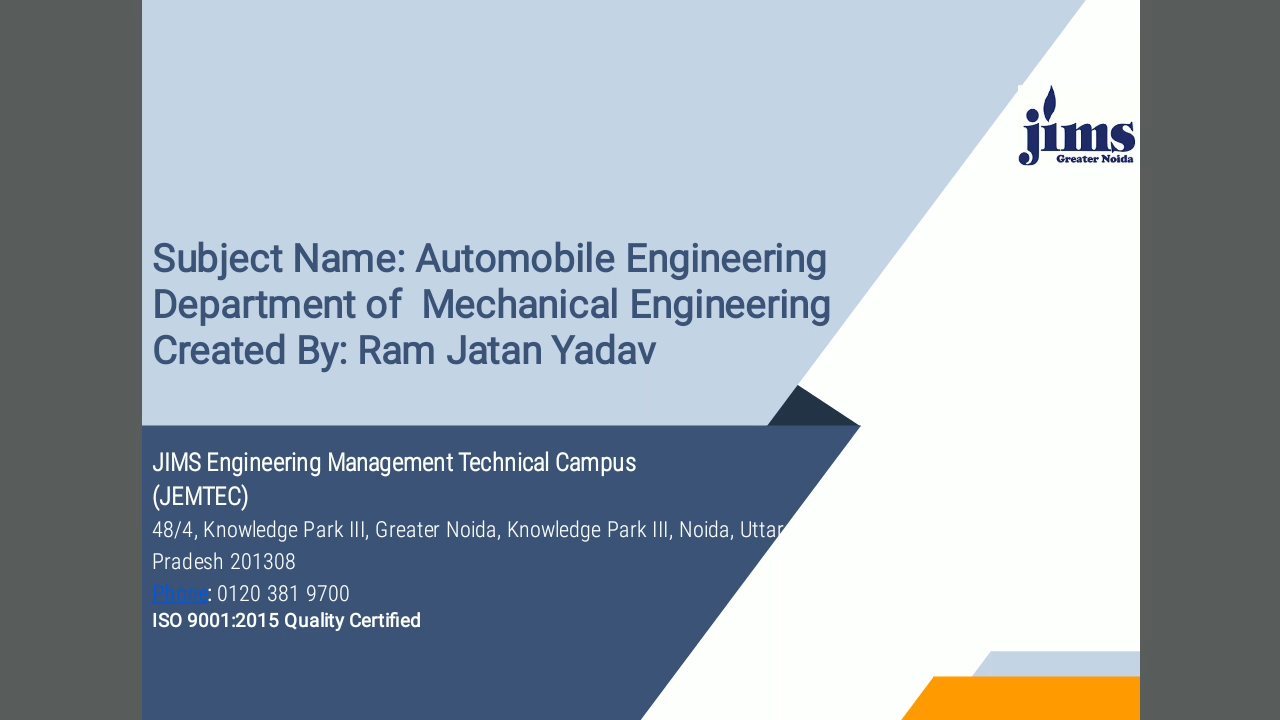 jims
Greater Noida
Subject Name: Automobile Engineering
Department of  Mechanical Engineering
Created By: Ram Jatan Yadav
JIMS Engineering Management Technical Campus
(JEMTEC)
48/4, Knowledge Park III, Greater Noida, Knowledge Park III, Noida, Uttar
Pradesh 201308
Phone: 0120 381 9700
ISO 9001:2015 Quality Certified